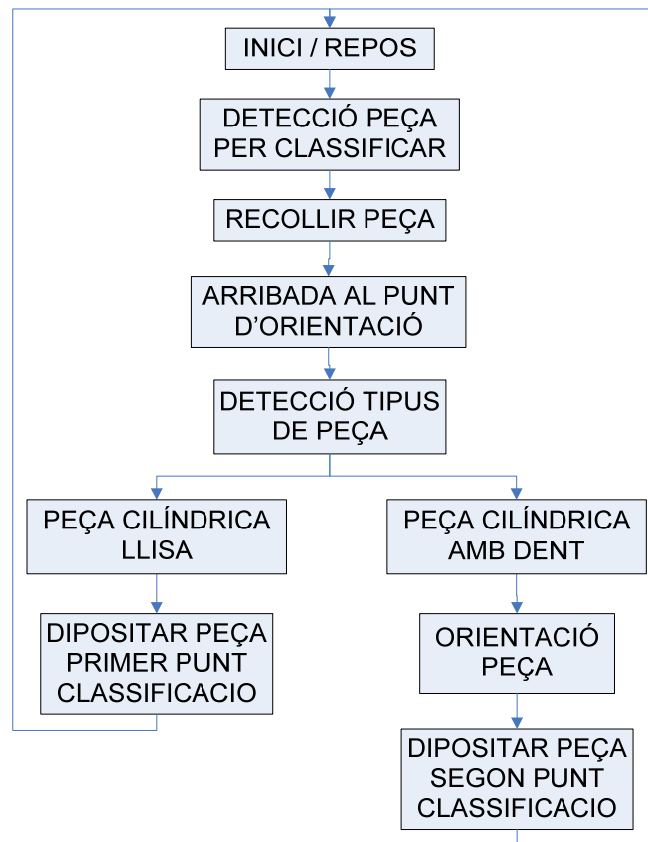 INICI / REPOS
DETECCIÓ PEÇA
PER CLASSIFICAR
RECOLLIR PEÇA
ARRIBADA AL PUNT
D'ORIENTACIÓ
DETECCIÓ TIPUS
DE PEÇA
PEÇA CILÍNDRICA
LLISA
PEÇA CILÍNDRICA
AMB DENT
DIPOSITAR PEÇA
PRIMER PUNT
CLASSIFICACIO
ORIENTACIÓ
PEÇA
DIPOSITAR PEÇA
SEGON PUNT
CLASSIFICACIO